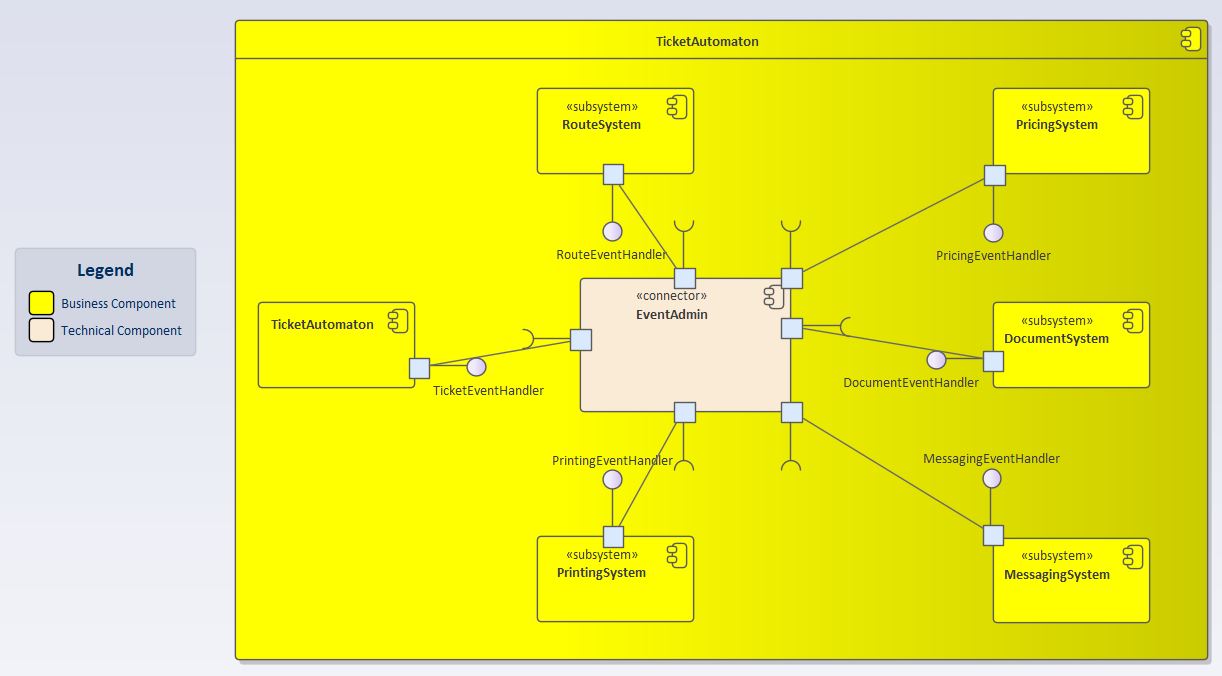 TicketAutomaton
«subsystem»
RouteSystem
«subsystem»
PricingSystem
RouteEventHandler
PricingEventHandler
Legend
Business Component
Technical Component
«connector»
EventAdmin
TicketAutomaton
TicketEventHandler
«subsystem»
DocumentSystem
DocumentEventHandler
PrintingEventHandler
MessagingEventHandler
«subsystem»
PrintingSystem
«subsystem»
MessagingSystem